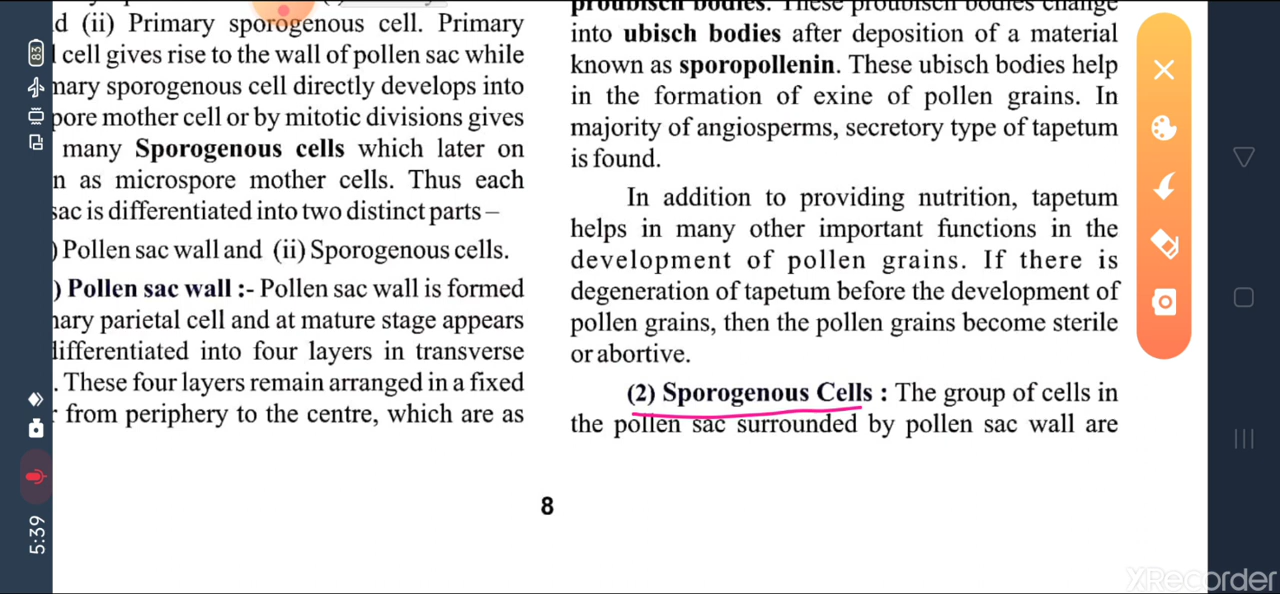 d (ii) Primary sporogenous cell. Primary
cell gives rise to the wall of pollen sac while
nary sporogenous cell directly develops into
pore mother cell or by mitotic divisions gives
many Sporogenous cells which later on
n as microspore mother cells. Thus each
sac is differentiated into two distinct parts –
) Pollen sac wall and (ii) Sporogenous cells.
) Pollen sac wall :- Pollen sac wall is formed
nary parietal cell and at mature stage appears
differentiated into four layers in transverse
. These four layers remain arranged in a fixed
from periphery to the centre, which are as
proubisch bodies. These proubisch bodies change
into ubisch bodies after deposition of a material
known as sporopollenin. These ubisch bodies help
in the formation of exine of pollen grains. In
majority of angiosperms, secretory type of tapetum
is found.
In addition to providing nutrition, tapetum
helps in many other important functions in the
development of pollen grains. If there is
degeneration of tapetum before the development of
pollen grains, then the pollen grains become sterile
or abortive.
(2) Sporogenous Cells : The group of cells in
the pollen sac surrounded by pollen sac wall are
8
83
5:39
XRecorder